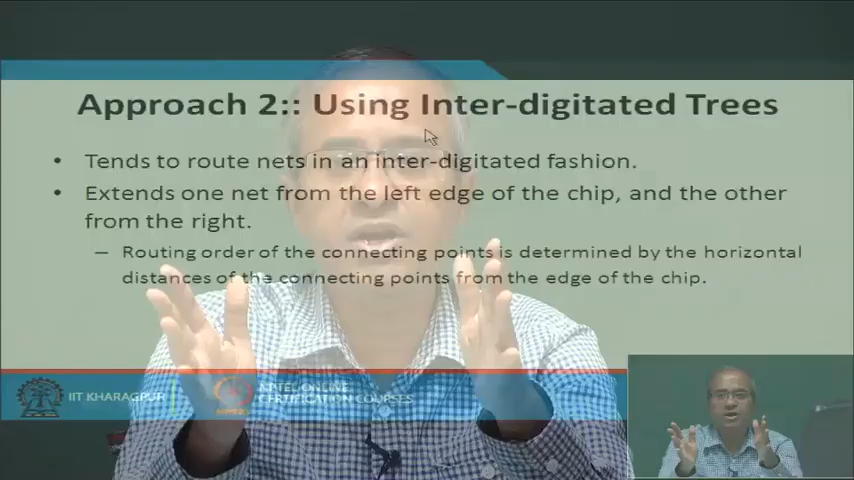 Approach 2:: Using Inter-digitated Trees
• Tends to route nets in an inter-digitated fashion.
• Extends one net from the left edge of the chip, and the other
from the right.
– Routing order of the connecting points is determined by the horizontal
distances of the connecting points from the edge of the chip.
IIT KHARAGPUR
NPTEL ONLINE
CERTIFICATION COURSES